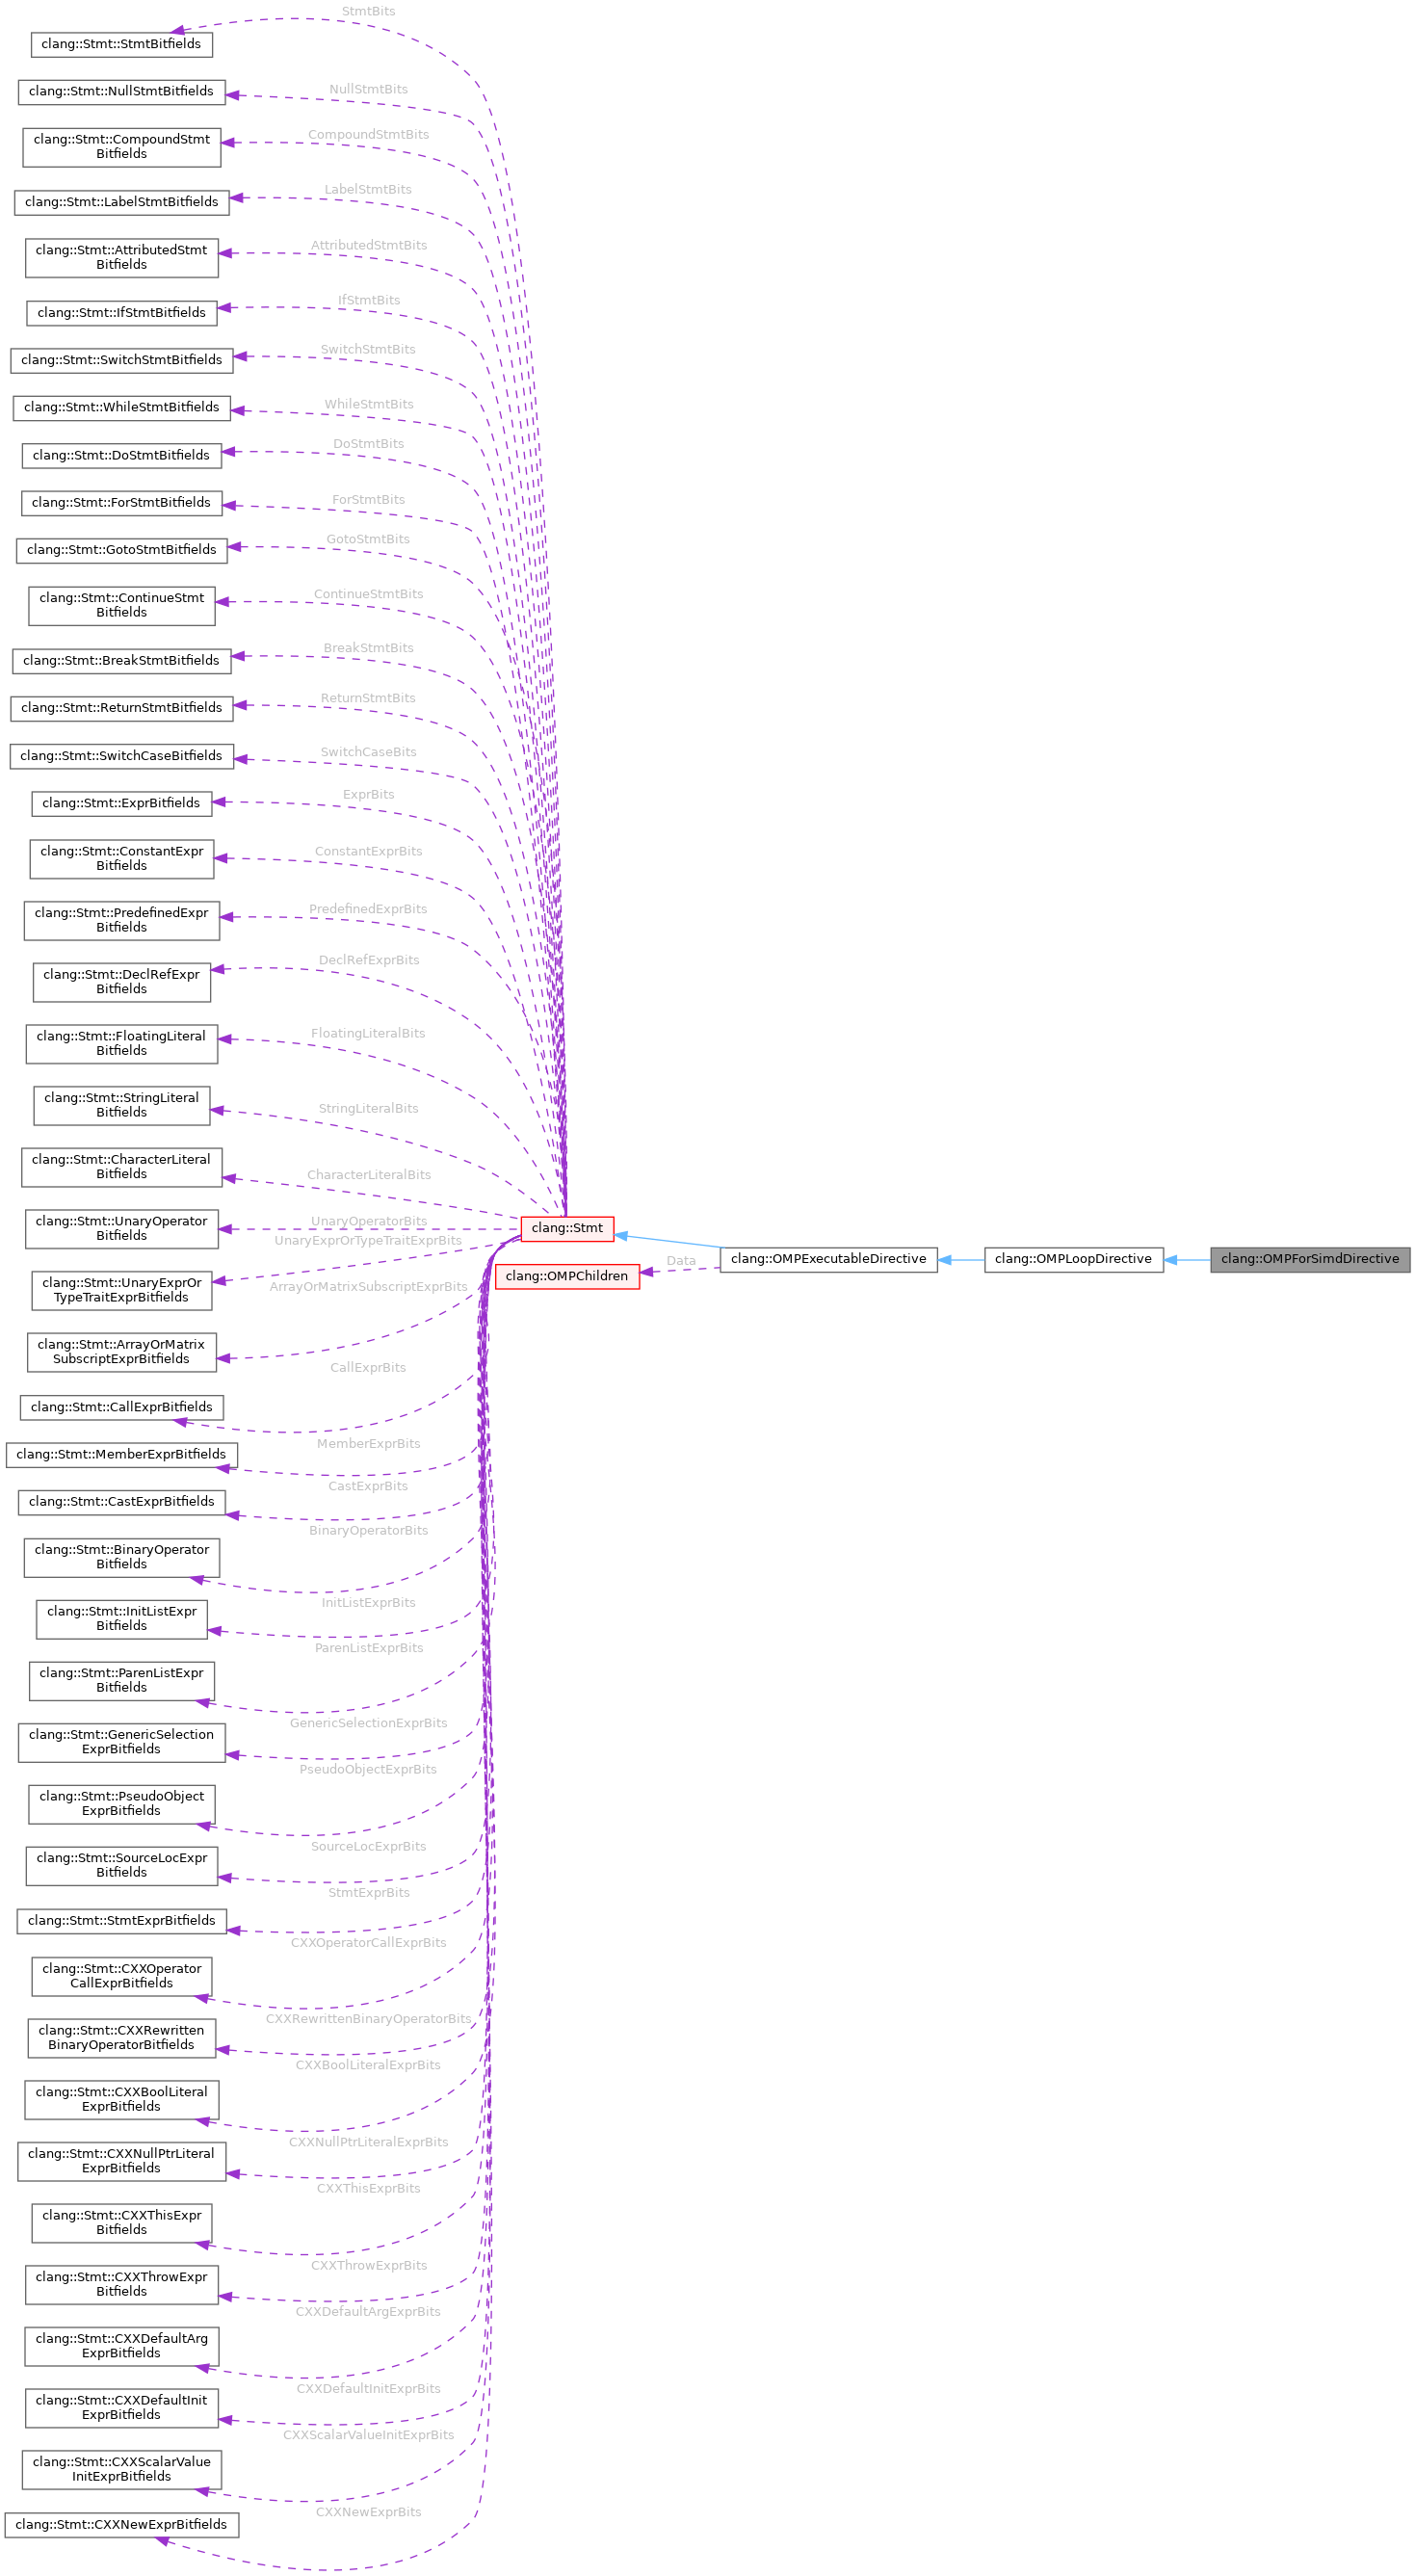 StmtBits
clang::Stmt::StmtBitfields
NullStmtBits
clang::Stmt::NullStmtBitfields
CompoundStmtBits
clang::Stmt::CompoundStmt
Bitfields
LabelStmtBits
clang::Stmt::LabelStmtBitfields
AttributedStmtBits
clang::Stmt::AttributedStmt
Bitfields
IfStmtBits
clang::Stmt::IfStmtBitfields
SwitchStmtBits
clang::Stmt::SwitchStmtBitfields
WhileStmtBits
clang::Stmt::WhileStmtBitfields
DoStmtBits
clang::Stmt::DoStmtBitfields
ForStmtBits
clang::Stmt::ForStmtBitfields
GotoStmtBits
clang::Stmt::GotoStmtBitfields
ContinueStmtBits
clang::Stmt::ContinueStmt
Bitfields
BreakStmtBits
clang::Stmt::BreakStmtBitfields
ReturnStmtBits
clang::Stmt::ReturnStmtBitfields
SwitchCaseBits
clang::Stmt::SwitchCaseBitfields
ExprBits
clang::Stmt::ExprBitfields
ConstantExprBits
clang::Stmt::ConstantExpr
Bitfields
PredefinedExprBits
clang::Stmt::PredefinedExpr
Bitfields
DeclRefExprBits
clang::Stmt::DeclRefExpr
Bitfields
FloatingLiteralBits
clang::Stmt::FloatingLiteral
Bitfields
StringLiteralBits
clang::Stmt::StringLiteral
Bitfields
CharacterLiteralBits
clang::Stmt::CharacterLiteral
Bitfields
UnaryOperatorBits
clang::Stmt::UnaryOperator
Bitfields
clang::Stmt
UnaryExprOrTypeTraitExprBits
clang::Stmt::UnaryExprOr
TypeTraitExprBitfields
clang::OMPChildren
Data
clang::OMPExecutableDirective
clang::OMPLoopDirective
clang::OMPForSimdDirective
ArrayOrMatrixSubscriptExprBits
clang::Stmt::ArrayOrMatrix
SubscriptExprBitfields
CallExprBits
clang::Stmt::CallExprBitfields
MemberExprBits
clang::Stmt::MemberExprBitfields
CastExprBits
clang::Stmt::CastExprBitfields
BinaryOperatorBits
clang::Stmt::BinaryOperator
Bitfields
InitListExprBits
clang::Stmt::InitListExpr
Bitfields
ParenListExprBits
clang::Stmt::ParenListExpr
Bitfields
GenericSelectionExprBits
clang::Stmt::GenericSelection
ExprBitfields
PseudoObjectExprBits
clang::Stmt::PseudoObject
ExprBitfields
SourceLocExprBits
clang::Stmt::SourceLocExpr
Bitfields
StmtExprBits
clang::Stmt::StmtExprBitfields
CXXOperatorCallExprBits
clang::Stmt::CXXOperator
CallExprBitfields
CXXRewrittenBinaryOperatorBits
clang::Stmt::CXXRewritten
BinaryOperatorBitfields
CXXBoolLiteralExprBits
clang::Stmt::CXXBoolLiteral
ExprBitfields
CXXNullPtrLiteralExprBits
clang::Stmt::CXXNullPtrLiteral
ExprBitfields
CXXThisExprBits
clang::Stmt::CXXThisExpr
Bitfields
CXXThrowExprBits
clang::Stmt::CXXThrowExpr
Bitfields
CXXDefaultArgExprBits
clang::Stmt::CXXDefaultArg
ExprBitfields
CXXDefaultInitExprBits
clang::Stmt::CXXDefaultInit
ExprBitfields
CXXScalarValueInitExprBits
clang::Stmt::CXXScalarValue
InitExprBitfields
CXXNewExprBits
clang::Stmt::CXXNewExprBitfields